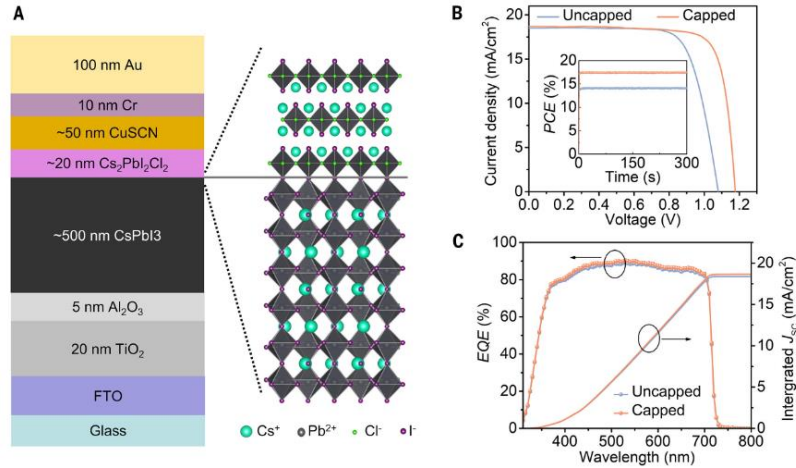 A
100 nm Au
10 nm Cr
~50 nm CuSCN
~20 nm Cs₂PbI₂Cl₂
~500 nm CsPbI3
5 nm Al₂O₃
20 nm TiO₂
FTO
Glass
Cs⁺ Pb²⁺ Cl⁻ I⁻
B
Uncapped Capped
Current density (mA/cm²)
20
15
10
5
0
PCE (%)
20
15
10
5
0
0 150 300
Time (s)
0.0 0.2 0.4 0.6 0.8 1.0 1.2
Voltage (V)
C
EQE (%)
100
80
60
40
20
0
Intergrated J_SC (mA/cm²)
25
20
15
10
5
0
Uncapped
Capped
400 500 600 700 800
Wavelength (nm)